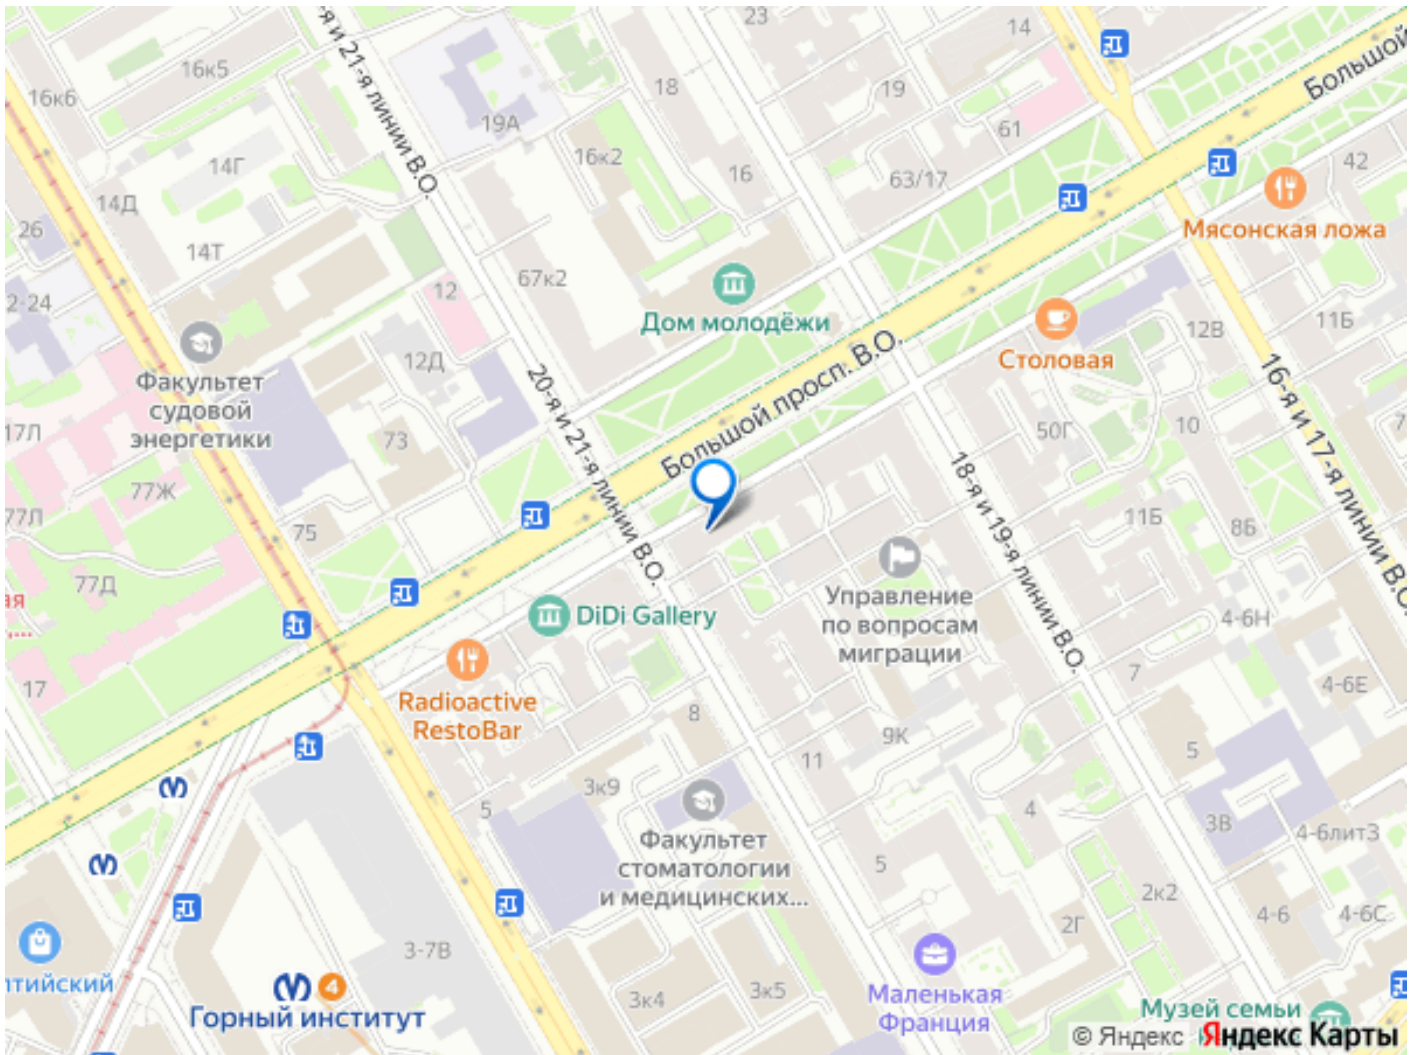 23
14
Большой
16к5
18
19
16к6
я и 21-я линии В.О.
19А
61
16к2
42
14Г
16
63/17
14Д
Мясонская ложа
26
14Т
67к2
12
2-24
Дом молодёжи
11Б
12В
Столовая
12Д
Факультет
судовой
энергетики
Большой просп. В.О.
20-я и 21-я линии В.О.
16-я и 17-я линии В.О.
17Л
73
50Г
10
7
77Ж
18-я и 19-я линии В.О.
77Л
75
11Б
8Б
77Д
Управление
по вопросам
миграции
ая
...
DiDi Gallery
4-6Н
17
Radioactive
RestoBar
7
4-6Е
8
9К
5
11
3к9
5
4
3В
4-6лит3
Факультет
стоматологии
и медицинских...
5
2к2
4-6
4-6С
3-7В
2Г
лтийский
4
Горный институт
3к4
3к5
Маленькая
Франция
Музей семьи
© Яндекс Яндекс Карты